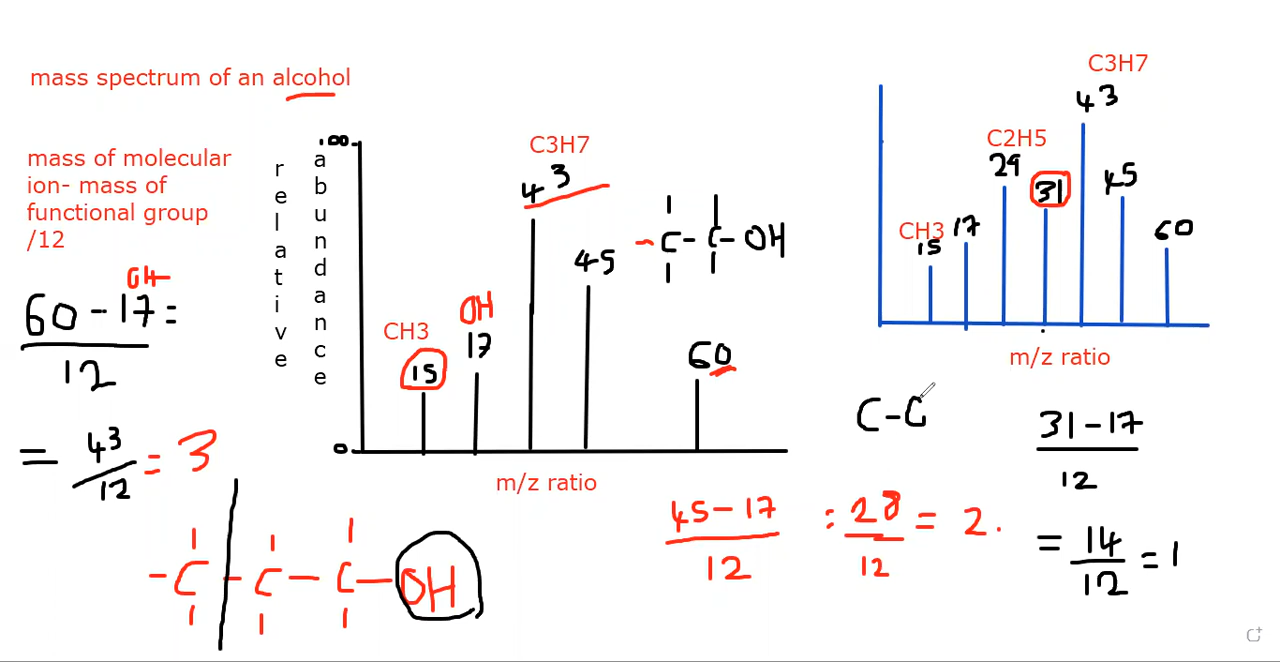 mass spectrum of an alcohol
mass of molecular
ion- mass of
functional group
/12
OH
60 - 17 =
12
= 43 = 3
12
- C - C - C - OH
relative
abundance
100
0
CH3
15
OH
17
C3H7
43
45
60
m/z ratio
- C - C - OH
45 - 17 : 28 = 2.
12 12
C3H7
43
C2H5
29
31
45
CH3
15
17
60
m/z ratio
C - C
31 - 17
12
= 14 = 1
12